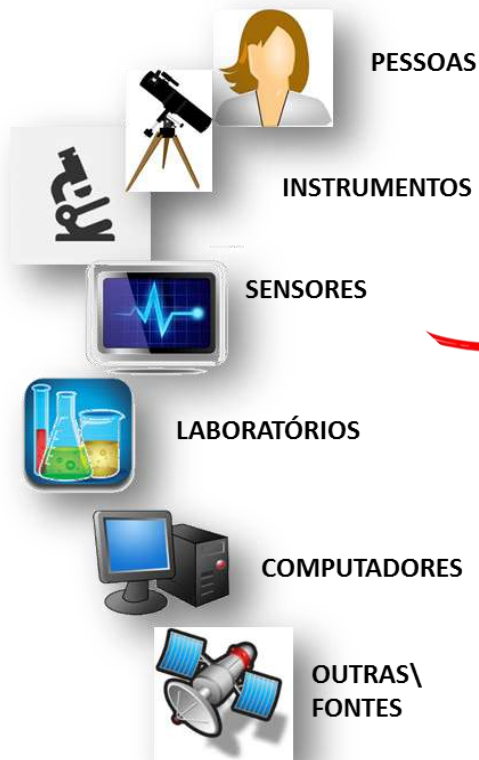 PESSOAS
INSTRUMENTOS
SENSORES
LABORATÓRIOS
COMPUTADORES
OUTRAS\
FONTES